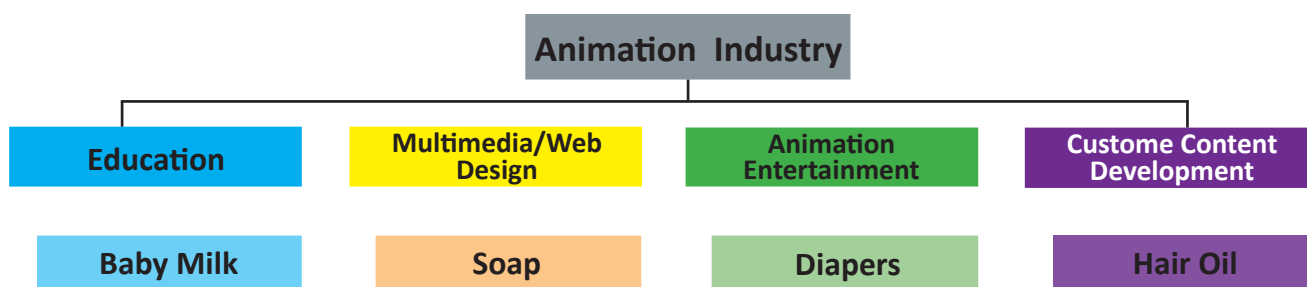 Animation Industry
Education
Multimedia/Web
Design
Animation
Entertainment
Custome Content
Development
Baby Milk
Soap
Diapers
Hair Oil